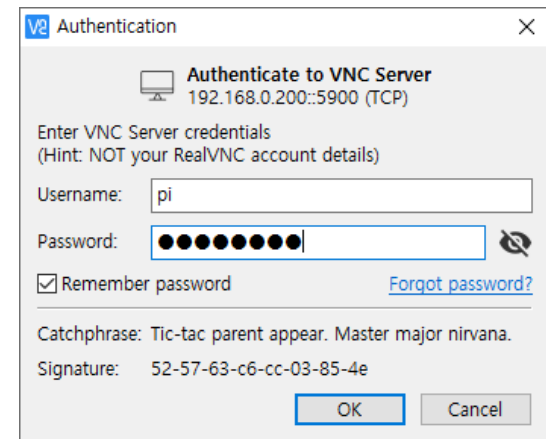 V2 Authentication
Authenticate to VNC Server
192.168.0.200::5900 (TCP)
Enter VNC Server credentials
(Hint: NOT your RealVNC account details)
Username: pi
Password: ●●●●●●●●
Remember password Forgot password?
Catchphrase: Tic-tac parent appear. Master major nirvana.
Signature: 52-57-63-c6-cc-03-85-4e
OK Cancel